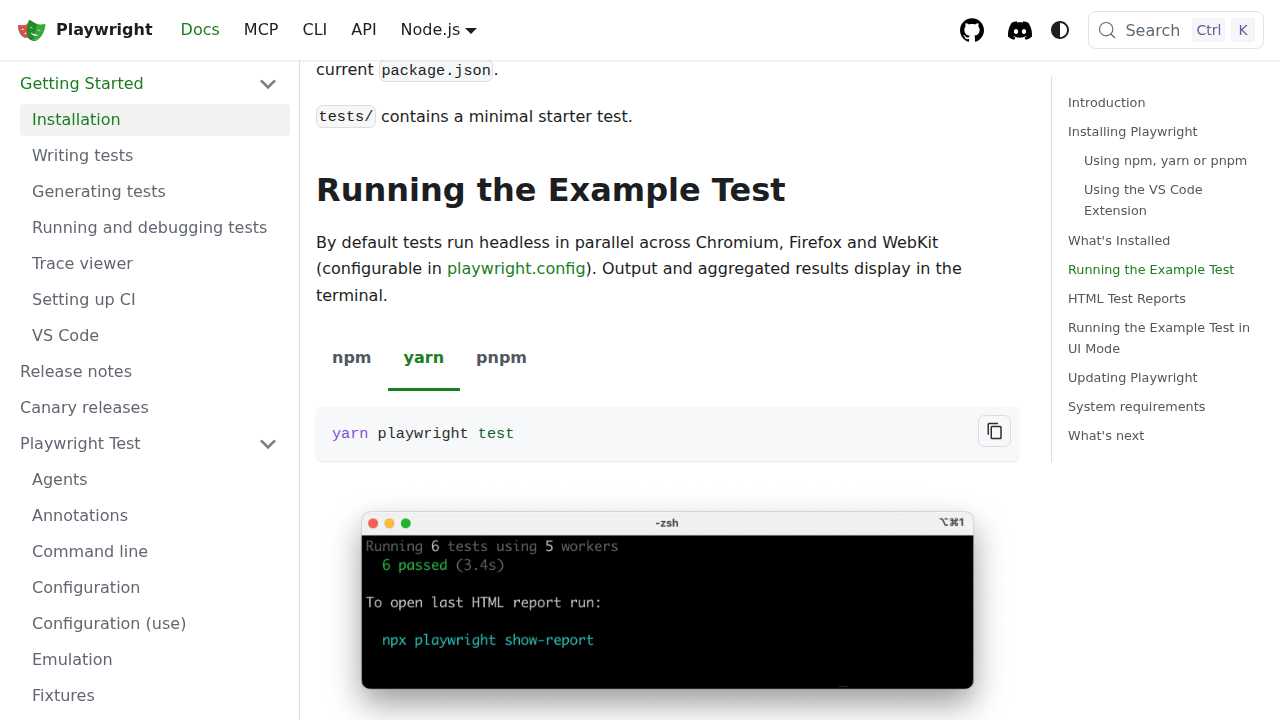 Playwright
Docs
MCP
CLI
API
Node.js
Search
Ctrl
K
Getting Started
Installation
Writing tests
Generating tests
Running and debugging tests
Trace viewer
Setting up CI
VS Code
Release notes
Canary releases
Playwright Test
Agents
Annotations
Command line
Configuration
Configuration (use)
Emulation
Fixtures
current package.json.
tests/ contains a minimal starter test.
Running the Example Test
By default tests run headless in parallel across Chromium, Firefox and WebKit
(configurable in playwright.config). Output and aggregated results display in the
terminal.
npm
yarn
pnpm
yarn playwright test
-zsh
⌥⌘1
Running 6 tests using 5 workers
6 passed (3.4s)
To open last HTML report run:
npx playwright show-report
Introduction
Installing Playwright
Using npm, yarn or pnpm
Using the VS Code
Extension
What's Installed
Running the Example Test
HTML Test Reports
Running the Example Test in
UI Mode
Updating Playwright
System requirements
What's next